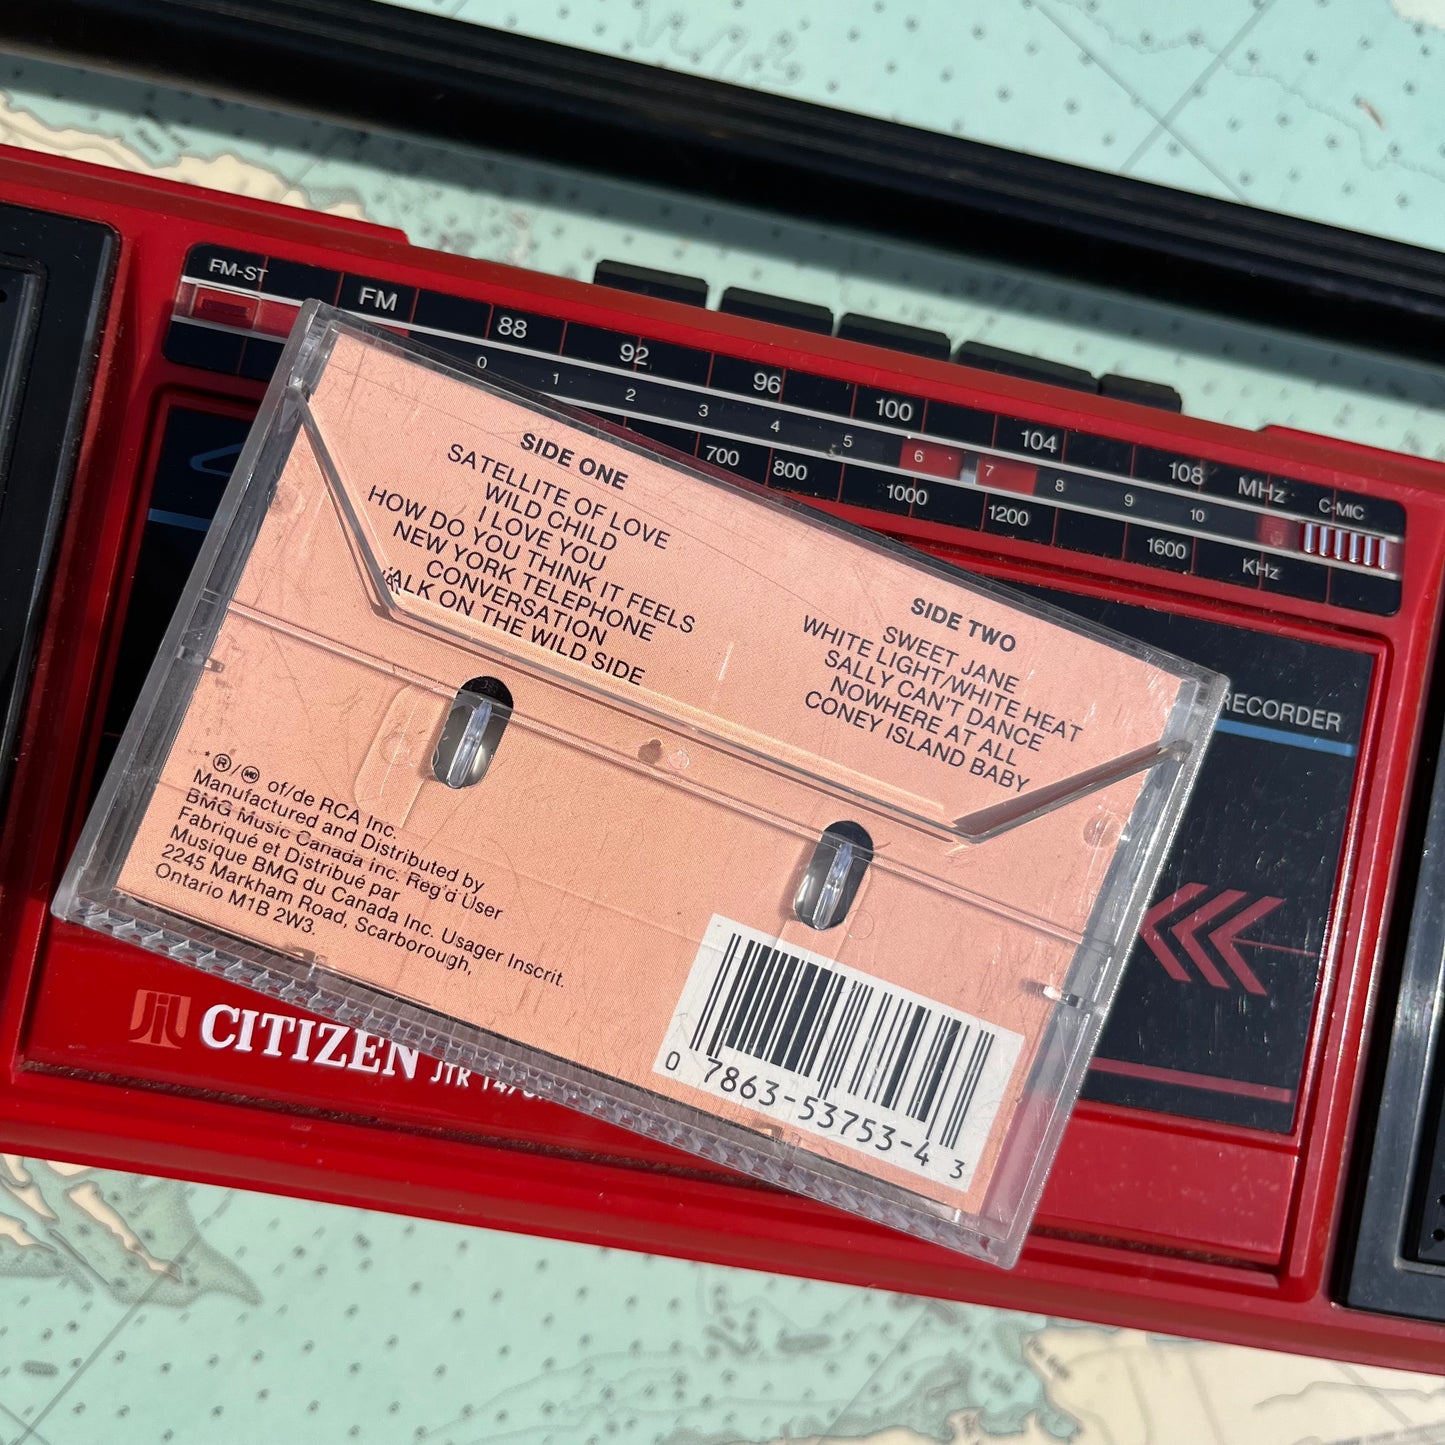 FM-ST
FM 88 92 96 100 104 108 MHz
C-MIC
0 1 2 3 4 5 6 7 8 9 10
700 800 1000 1200 1600 KHz
RECORDER
SIDE ONE
SATELLITE OF LOVE
WILD CHILD
I LOVE YOU
HOW DO YOU THINK IT FEELS
NEW YORK TELEPHONE
CONVERSATION
WALK ON THE WILD SIDE
SIDE TWO
SWEET JANE
WHITE LIGHT/WHITE HEAT
SALLY CAN'T DANCE
NOWHERE AT ALL
CONEY ISLAND BABY
®/ of/de RCA Inc.
Manufactured and Distributed by
BMG Music Canada Inc. Reg'd User
Fabriqué et Distribué par
Musique BMG du Canada Inc. Usager Inscrit.
2245 Markham Road, Scarborough,
Ontario M1B 2W3.
0 7863-53753-4 3
CITIZEN JTR